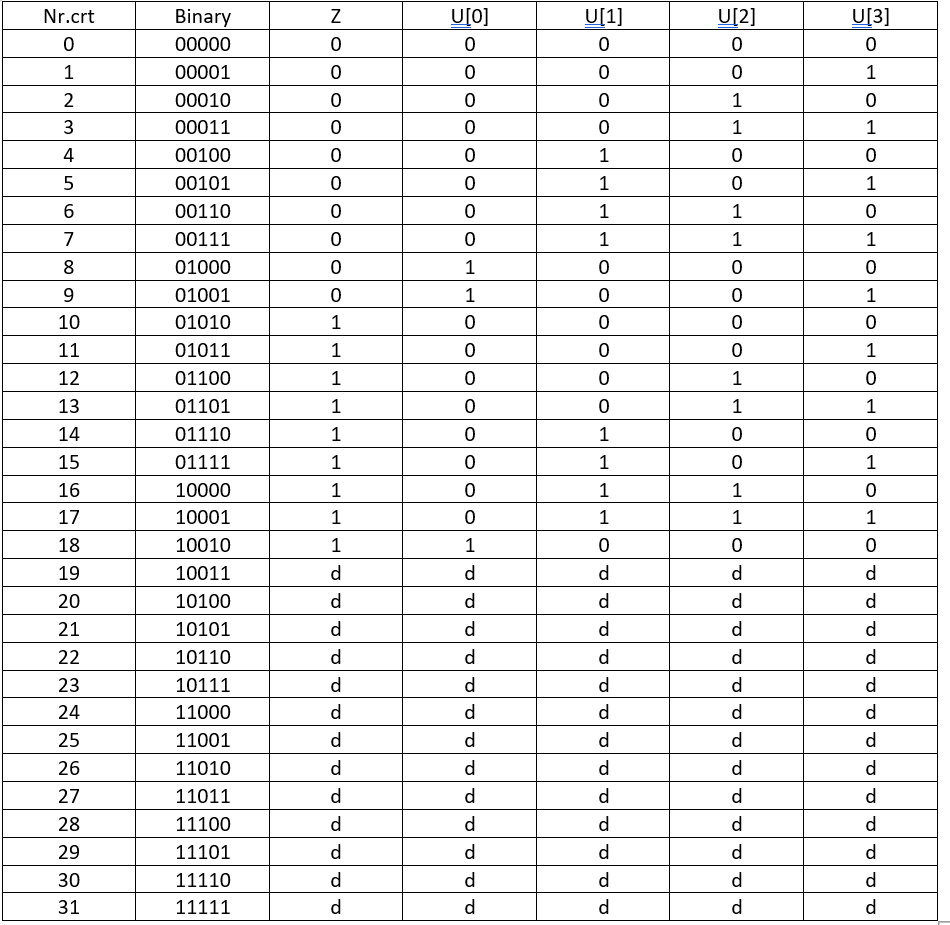 Nr.crt Binary Z U[0] U[1] U[2] U[3]
0 00000 0 0 0 0 0
1 00001 0 0 0 0 1
2 00010 0 0 0 1 0
3 00011 0 0 0 1 1
4 00100 0 0 1 0 0
5 00101 0 0 1 0 1
6 00110 0 0 1 1 0
7 00111 0 0 1 1 1
8 01000 0 1 0 0 0
9 01001 0 1 0 0 1
10 01010 1 0 0 0 0
11 01011 1 0 0 0 1
12 01100 1 0 0 1 0
13 01101 1 0 0 1 1
14 01110 1 0 1 0 0
15 01111 1 0 1 0 1
16 10000 1 0 1 1 0
17 10001 1 0 1 1 1
18 10010 1 1 0 0 0
19 10011 d d d d d
20 10100 d d d d d
21 10101 d d d d d
22 10110 d d d d d
23 10111 d d d d d
24 11000 d d d d d
25 11001 d d d d d
26 11010 d d d d d
27 11011 d d d d d
28 11100 d d d d d
29 11101 d d d d d
30 11110 d d d d d
31 11111 d d d d d